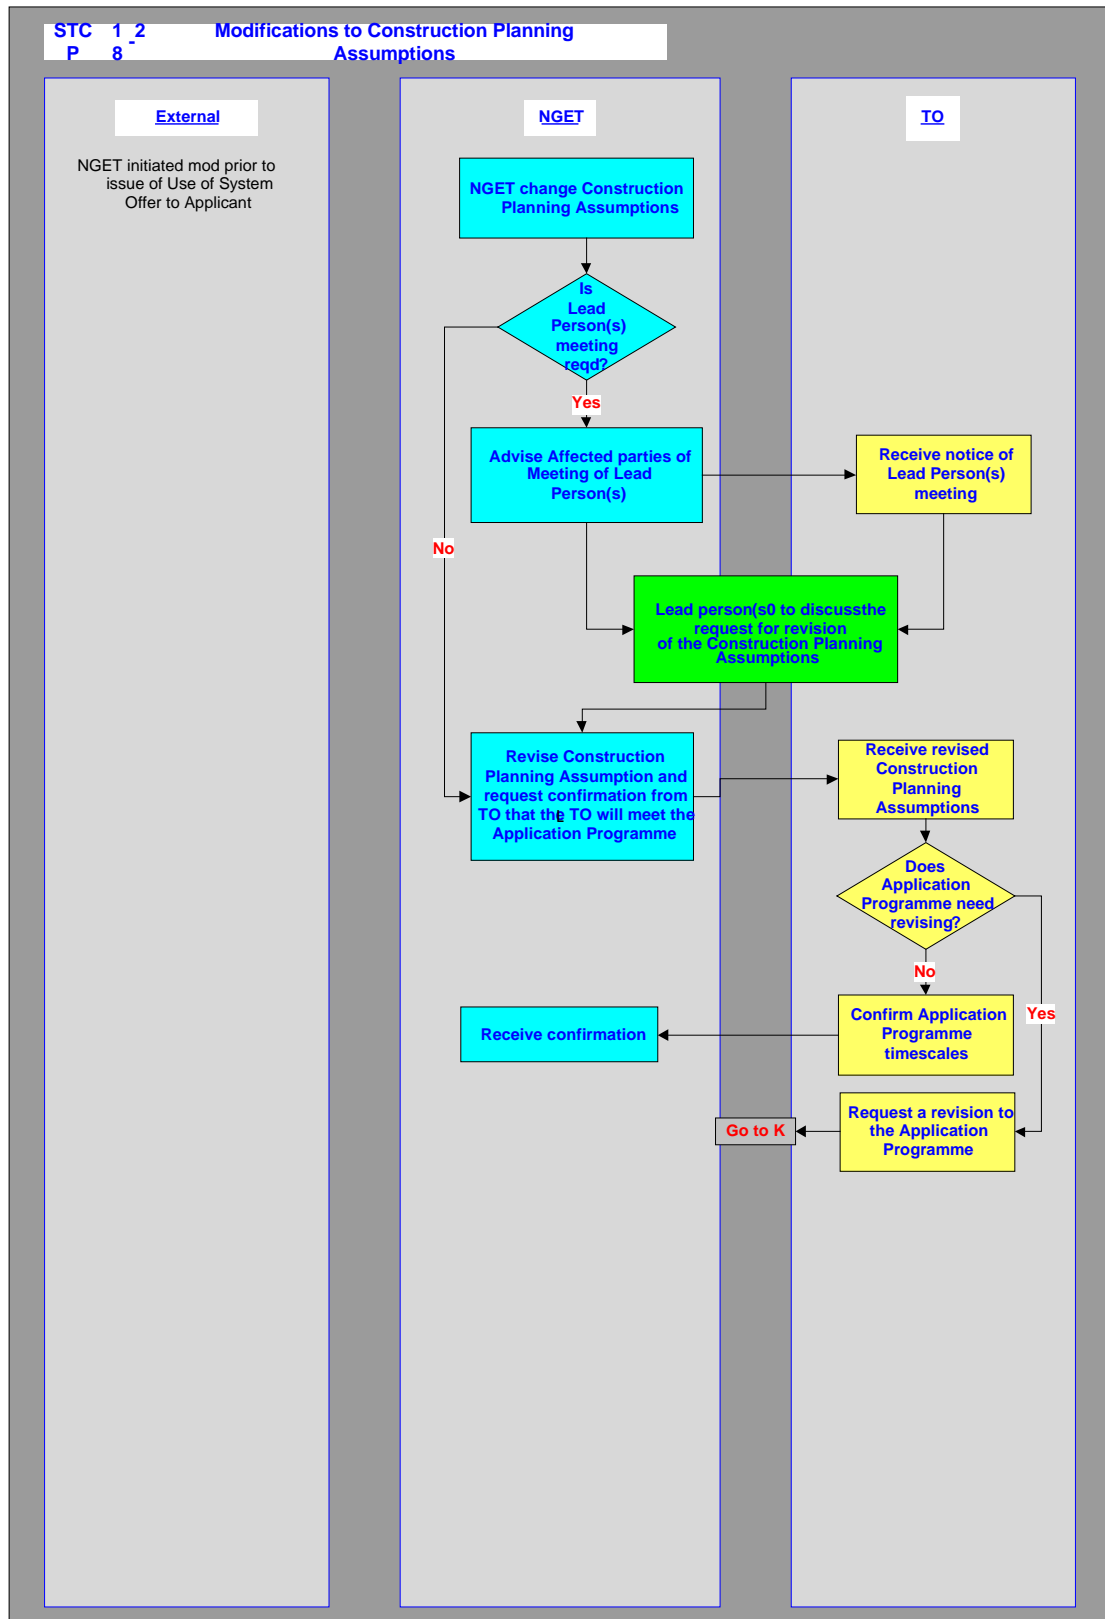 STC 1 2 Modifications to Construction Planning
P 8 - Assumptions
External
NGET
TO
NGET initiated mod prior to
issue of Use of System
Offer to Applicant
NGET change Construction
Planning Assumptions
Is
Lead
Person(s)
meeting
reqd?
Yes
Advise Affected parties of
Meeting of Lead
Person(s)
Receive notice of
Lead Person(s)
meeting
No
Lead person(s0 to discussthe
request for revision
of the Construction Planning
Assumptions
Revise Construction
Planning Assumption and
request confirmation from
TO that the TO will meet the
Application Programme
Receive revised
Construction
Planning
Assumptions
Does
Application
Programme need
revising?
No
Yes
Confirm Application
Programme
timescales
Receive confirmation
Request a revision to
the Application
Programme
Go to K